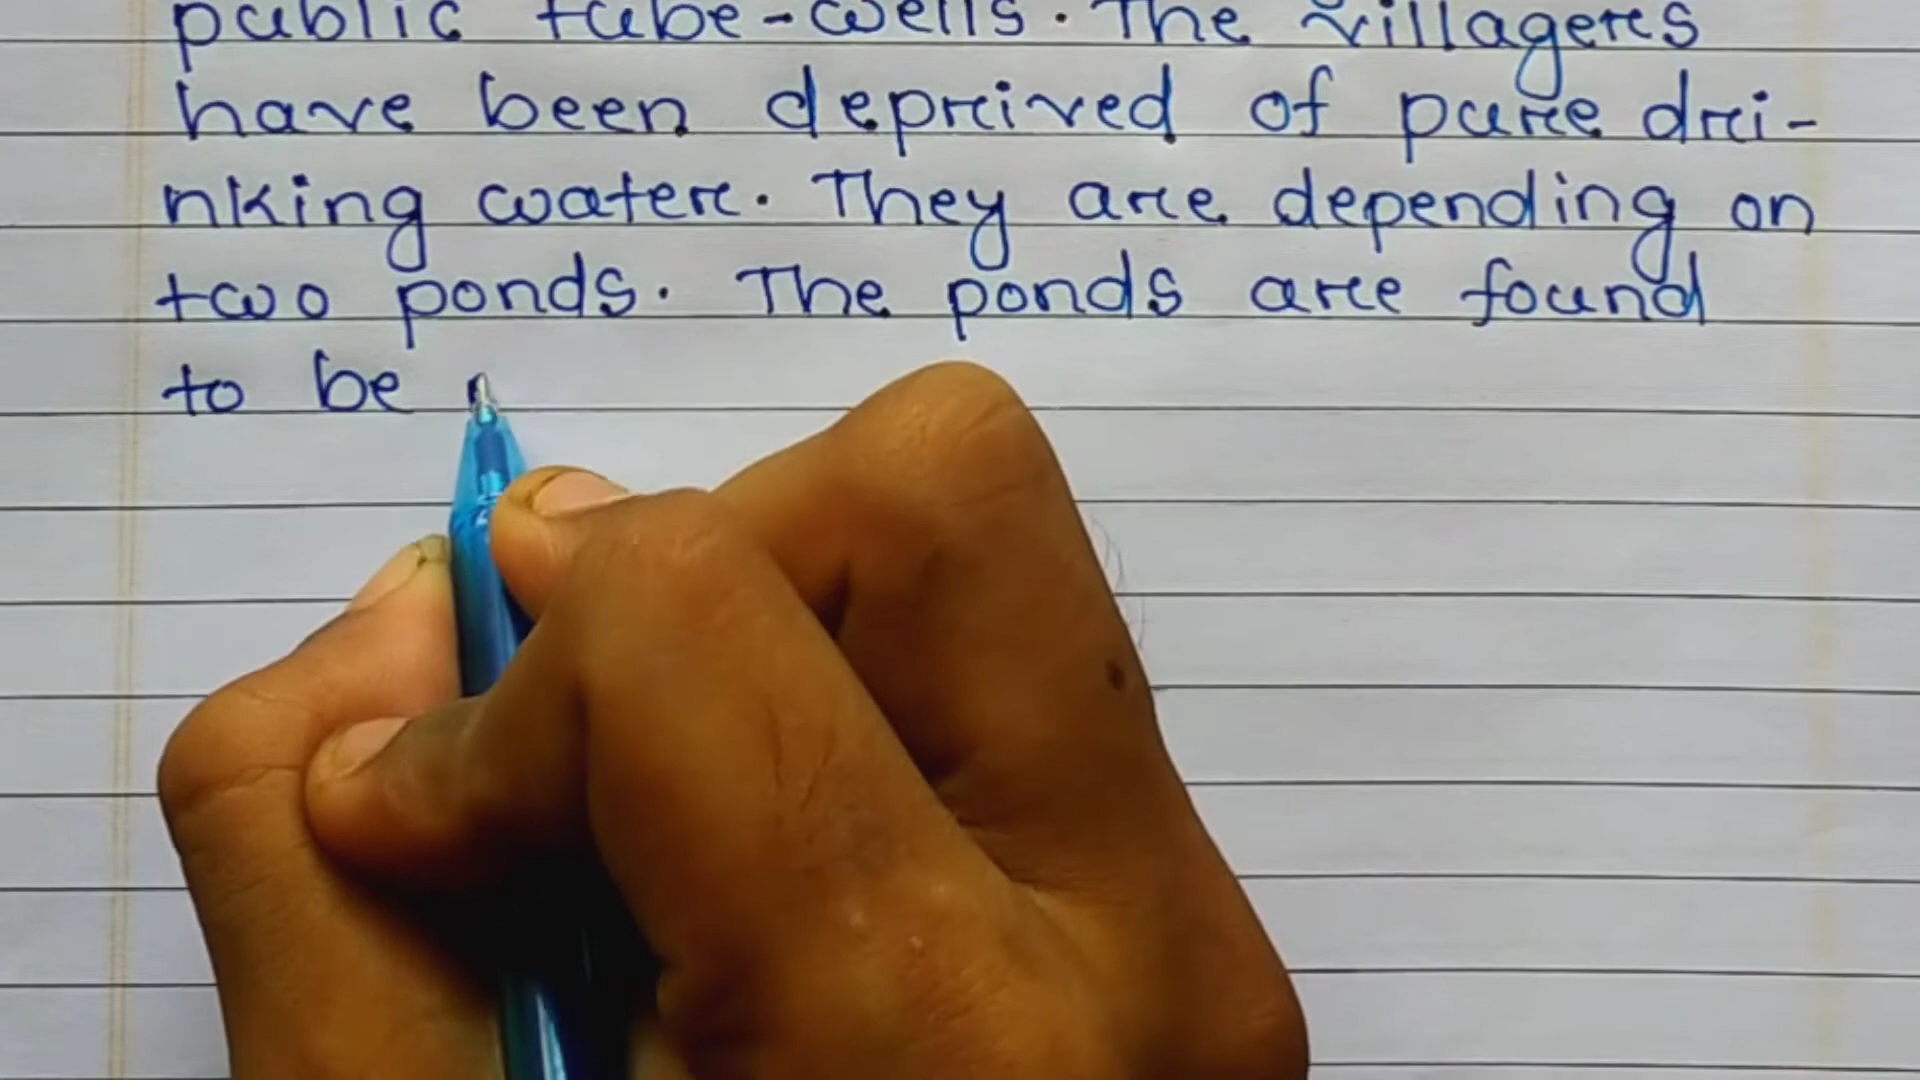 public tube-wells. The villagers
have been deprived of pure dri-
nking water. They are depending on
two ponds. The ponds are found
to be